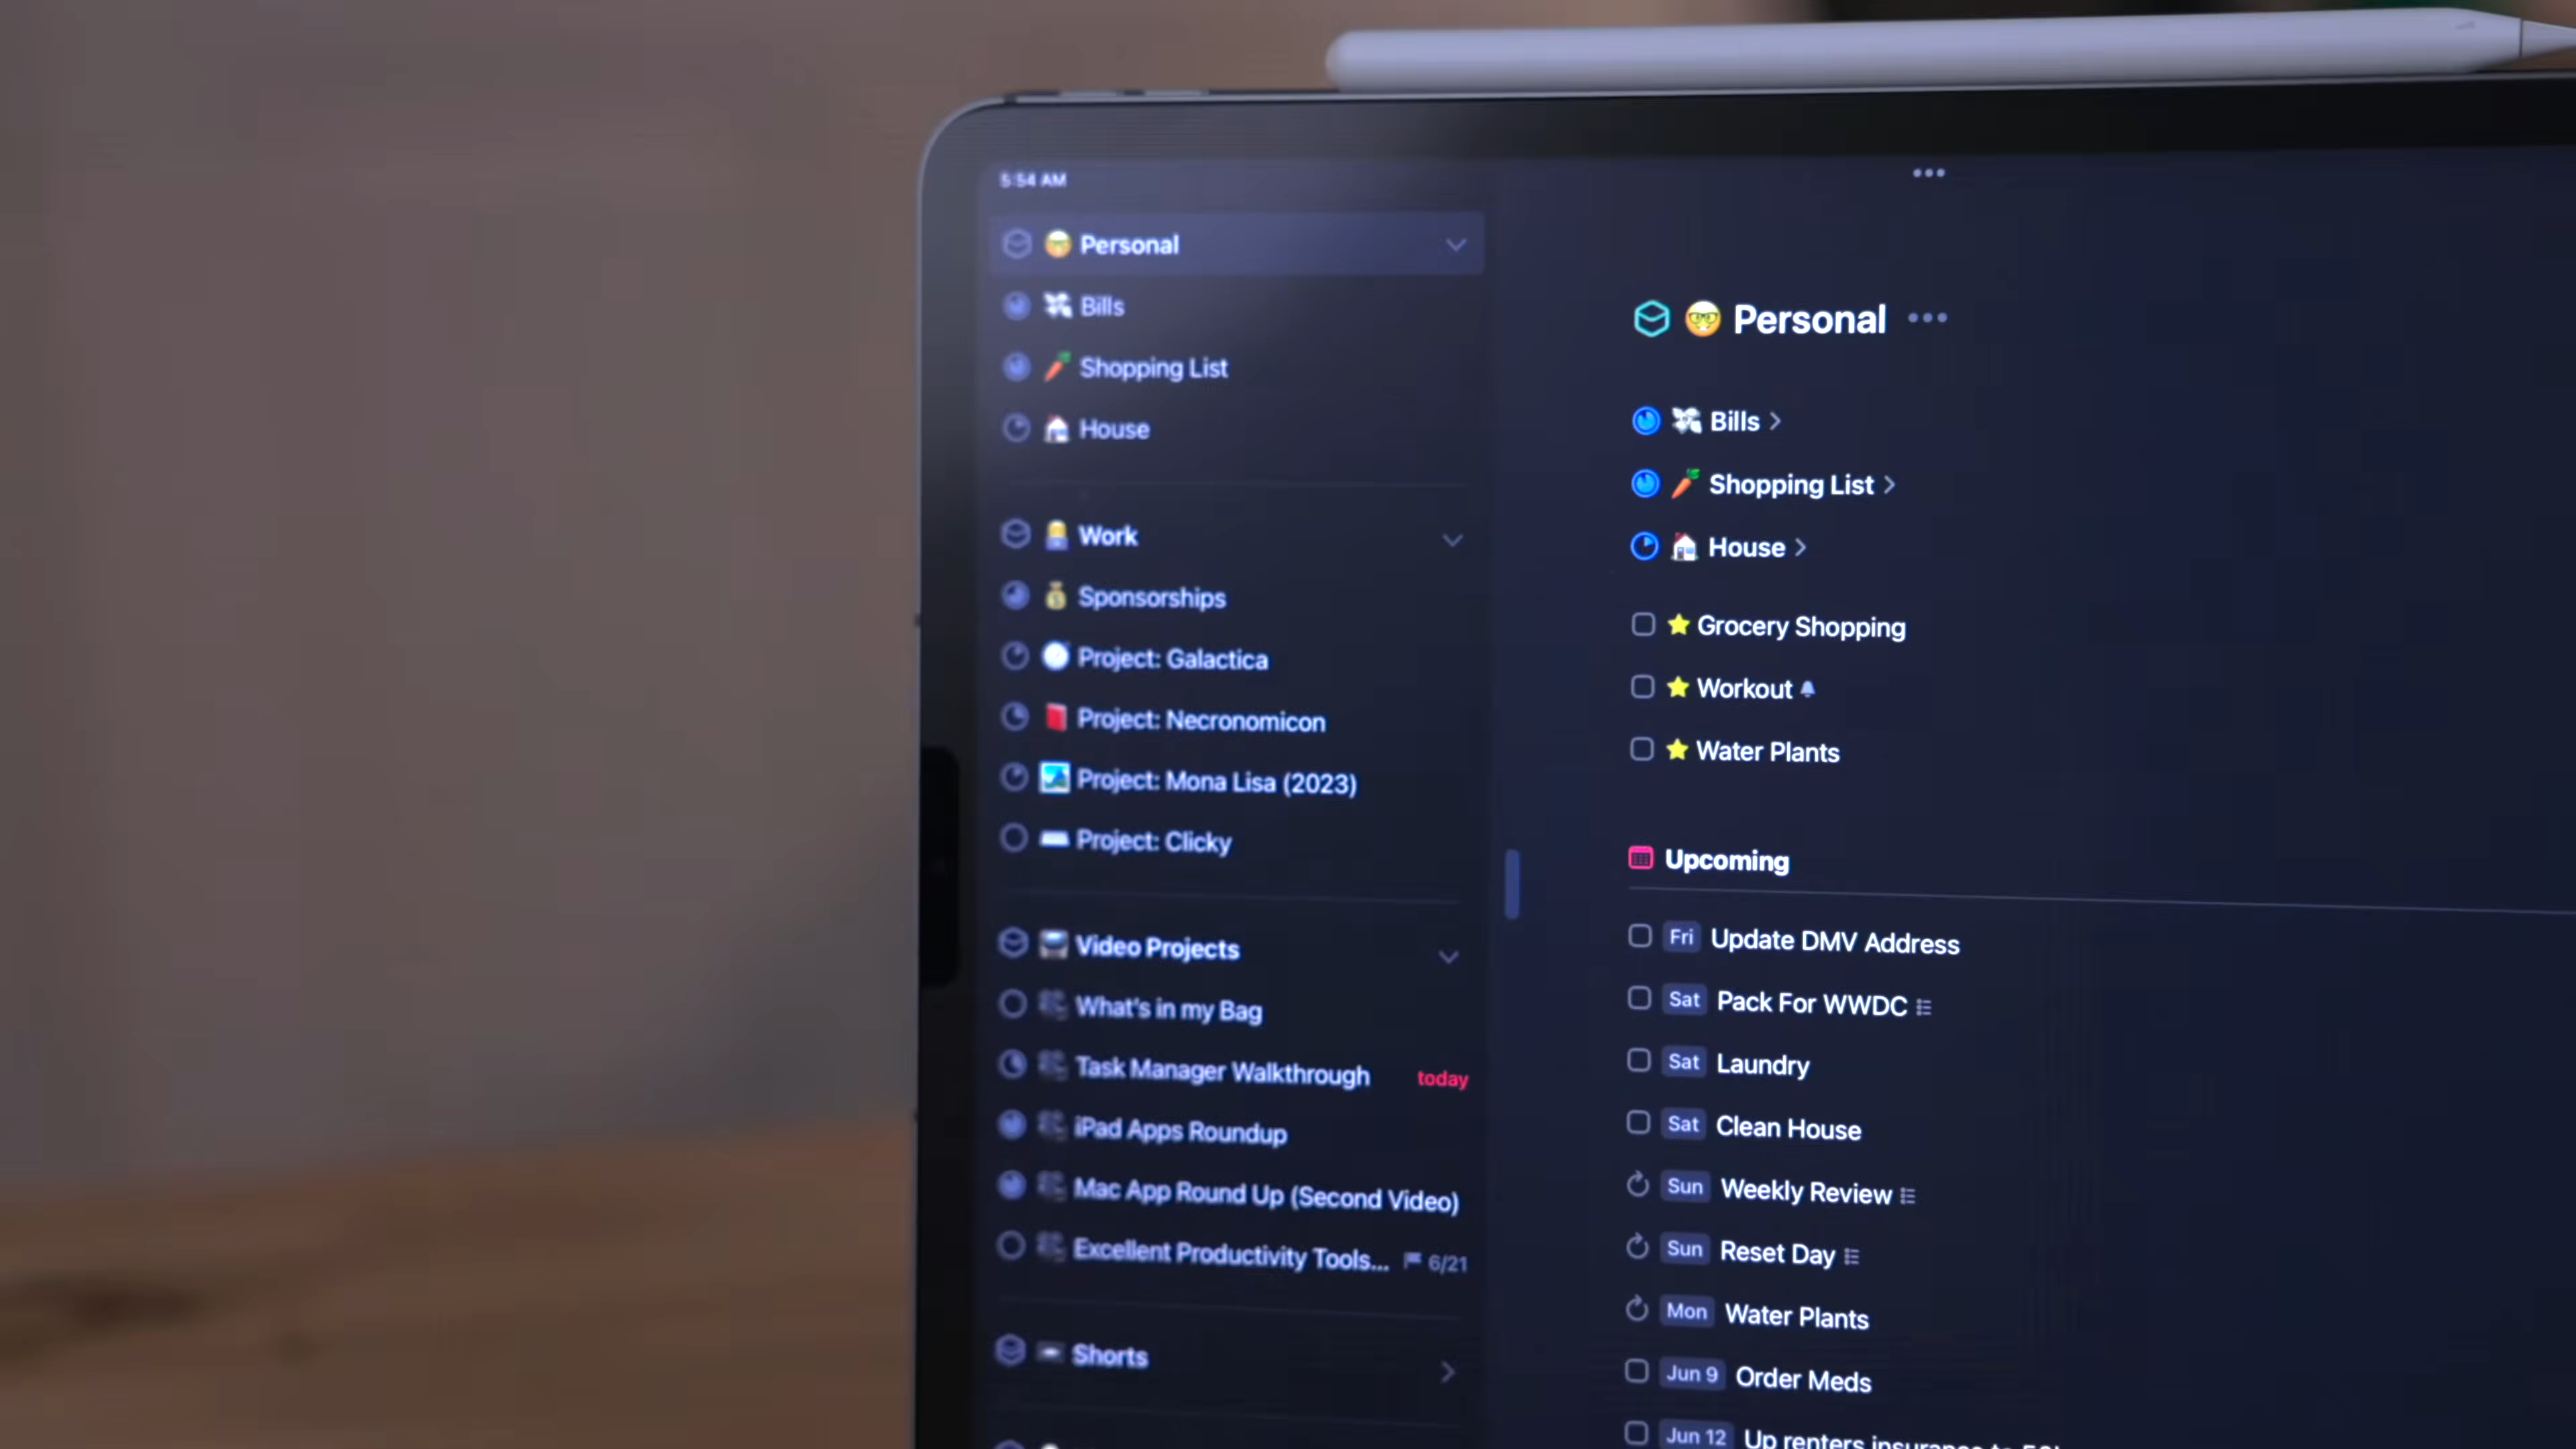 5:54 AM
Personal
Bills
Shopping List
House
Work
Sponsorships
Project: Galactica
Project: Necronomicon
Project: Mona Lisa (2023)
Project: Clicky
Video Projects
What's in my Bag
Task Manager Walkthrough today
iPad Apps Roundup
Mac App Round Up (Second Video)
Excellent Productivity Tools... 6/21
Shorts
Personal
Bills
Shopping List
House
Grocery Shopping
Workout
Water Plants
Upcoming
Fri Update DMV Address
Sat Pack For WWDC
Sat Laundry
Sat Clean House
Sun Weekly Review
Sun Reset Day
Mon Water Plants
Jun 9 Order Meds
Jun 12 Up renters insurance to